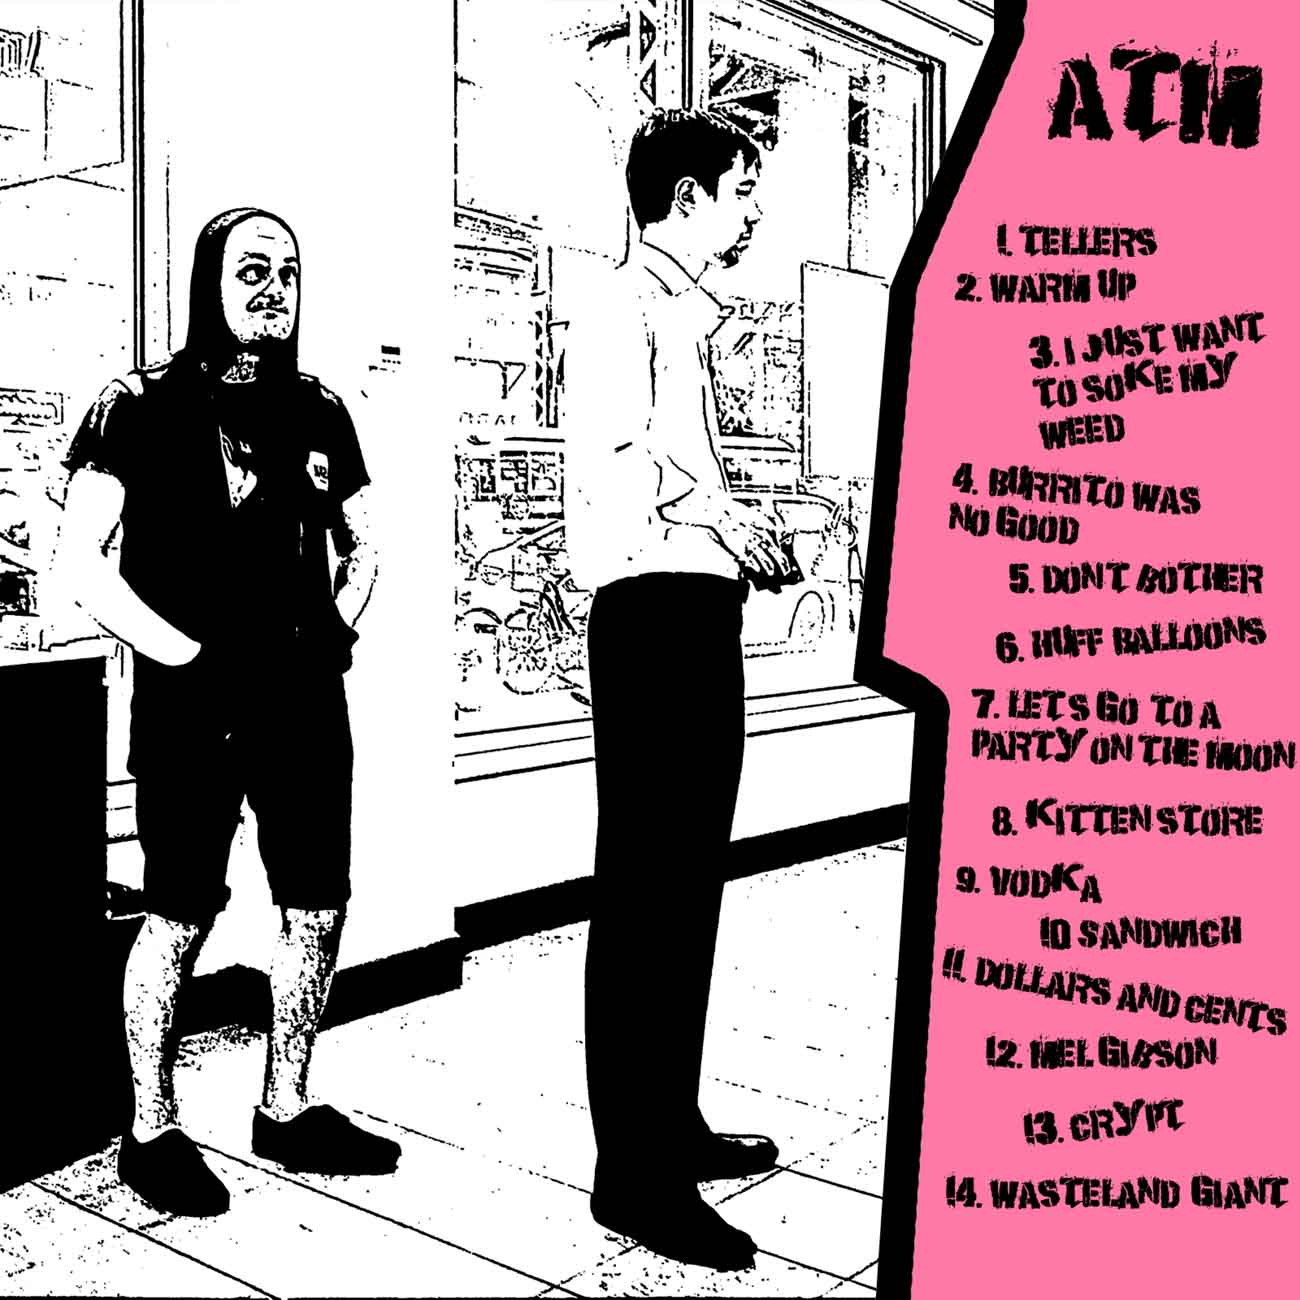 ATM
1. TELLERS
2. WARM UP
3. I JUST WANT
TO SOKE MY
WEED
4. BURRITO WAS
NO GOOD
5. DONT BOTHER
6. HUFF BALLOONS
7. LETS GO TO A
PARTY ON THE MOON
8. KITTEN STORE
9. VODKA
10 SANDWICH
11. DOLLARS AND CENTS
12. MEL GIBSON
13. CRYPT
14. WASTELAND GIANT